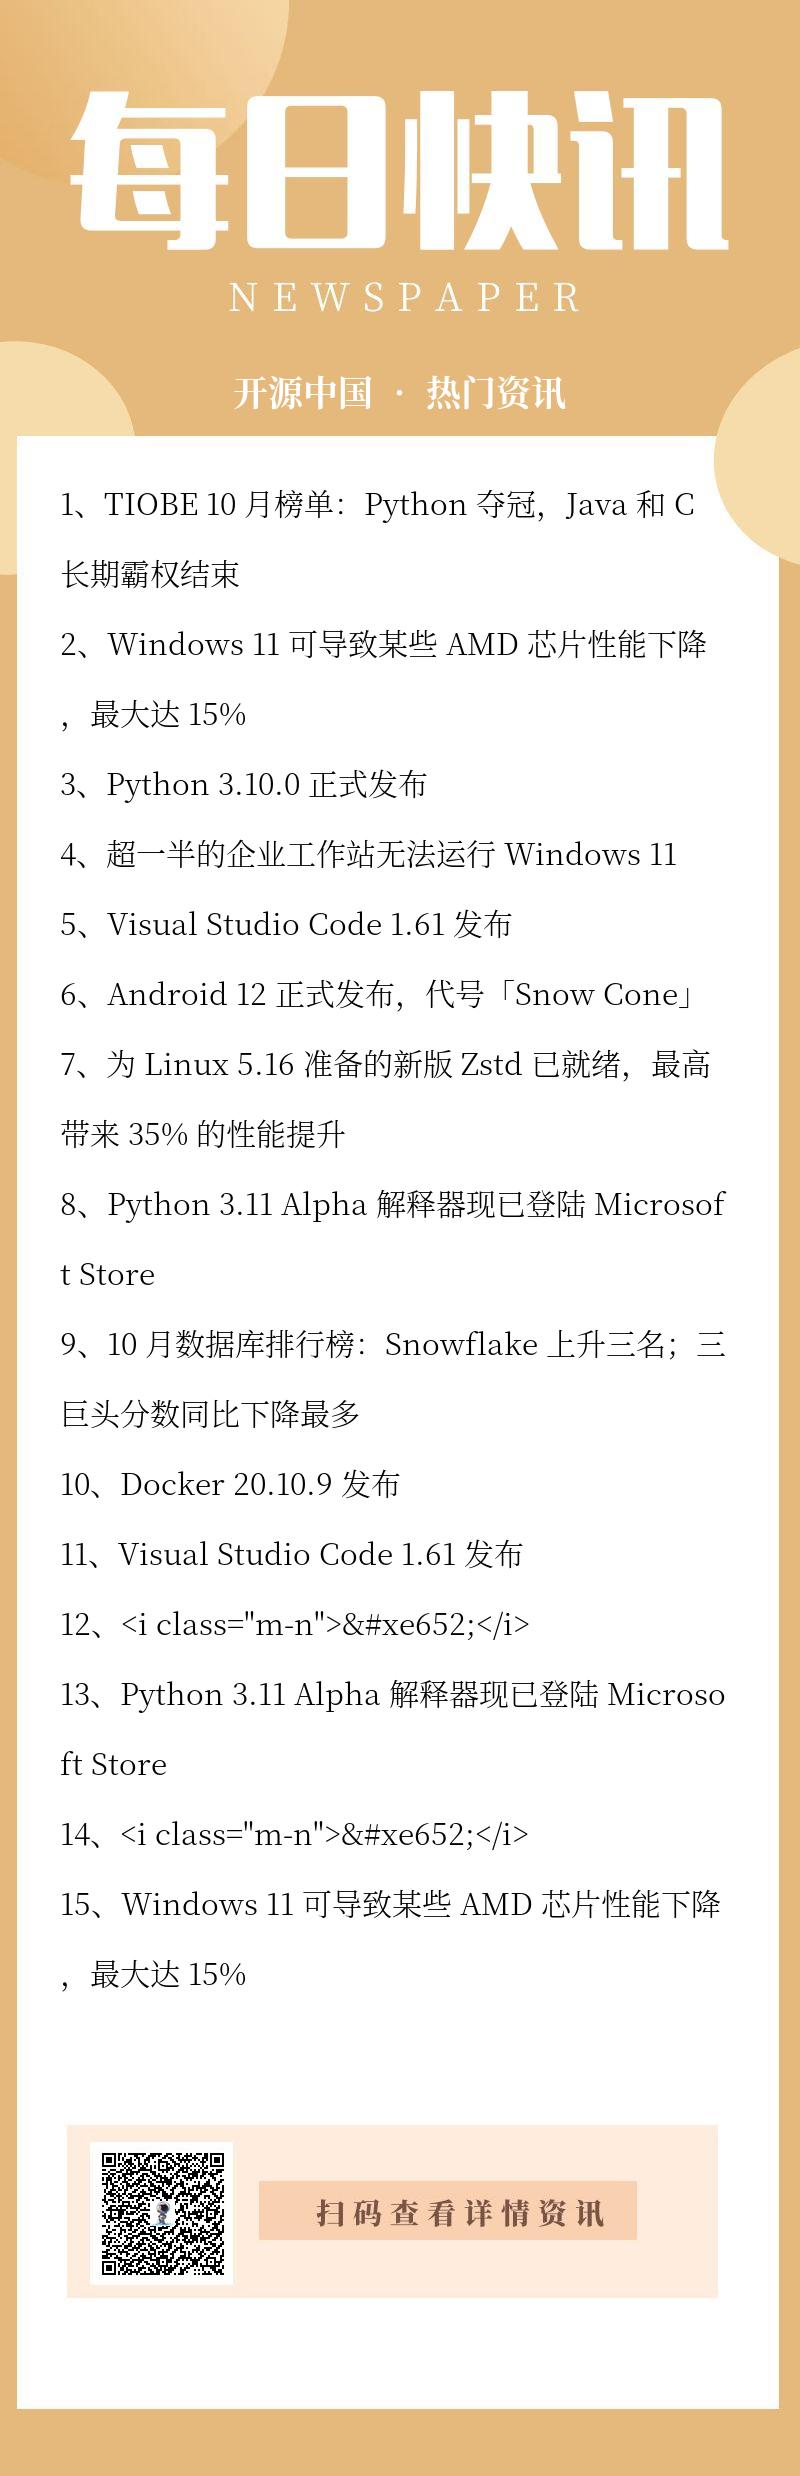 每日快讯
NEWSPAPER
开源中国 · 热门资讯
1、TIOBE 10 月榜单：Python 夺冠，Java 和 C
长期霸权结束
2、Windows 11 可导致某些 AMD 芯片性能下降
，最大达 15%
3、Python 3.10.0 正式发布
4、超一半的企业工作站无法运行 Windows 11
5、Visual Studio Code 1.61 发布
6、Android 12 正式发布，代号「Snow Cone」
7、为 Linux 5.16 准备的新版 Zstd 已就绪，最高
带来 35% 的性能提升
8、Python 3.11 Alpha 解释器现已登陆 Microsof
t Store
9、10 月数据库排行榜：Snowflake 上升三名；三
巨头分数同比下降最多
10、Docker 20.10.9 发布
11、Visual Studio Code 1.61 发布
12、<i class="m-n">&#xe652;</i>
13、Python 3.11 Alpha 解释器现已登陆 Microso
ft Store
14、<i class="m-n">&#xe652;</i>
15、Windows 11 可导致某些 AMD 芯片性能下降
，最大达 15%
扫码查看详情资讯